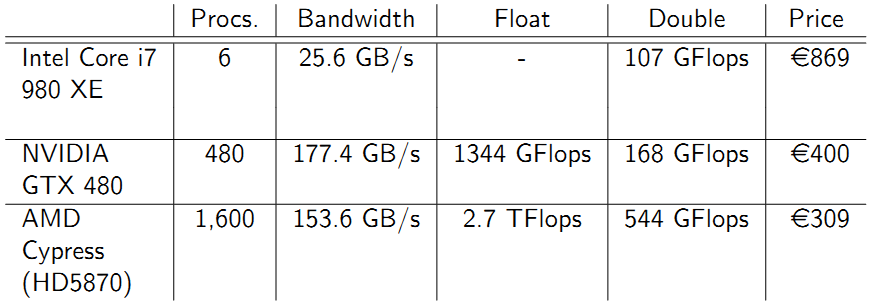 Procs. Bandwidth Float Double Price
Intel Core i7 6 25.6 GB/s - 107 GFlops €869
980 XE
NVIDIA 480 177.4 GB/s 1344 GFlops 168 GFlops €400
GTX 480
AMD 1,600 153.6 GB/s 2.7 TFlops 544 GFlops €309
Cypress
(HD5870)